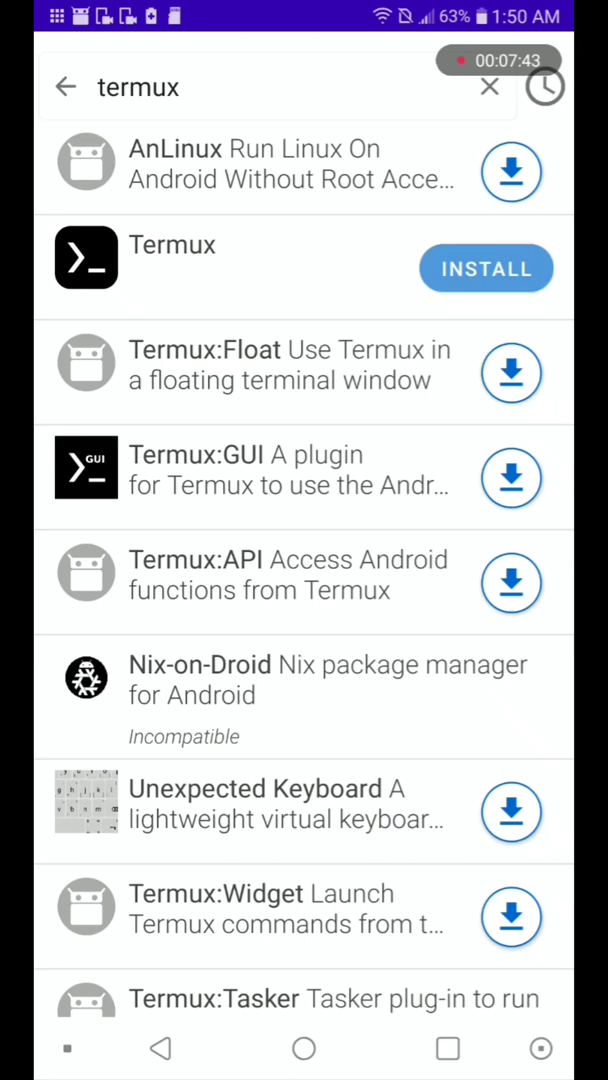 63% 1:50 AM
00:07:43
termux
AnLinux Run Linux On
Android Without Root Acce...
Termux
INSTALL
Termux:Float Use Termux in
a floating terminal window
GUI
Termux:GUI A plugin
for Termux to use the Andr...
Termux:API Access Android
functions from Termux
Nix-on-Droid Nix package manager
for Android
Incompatible
Unexpected Keyboard A
lightweight virtual keyboar...
Termux:Widget Launch
Termux commands from t...
Termux:Tasker Tasker plug-in to run